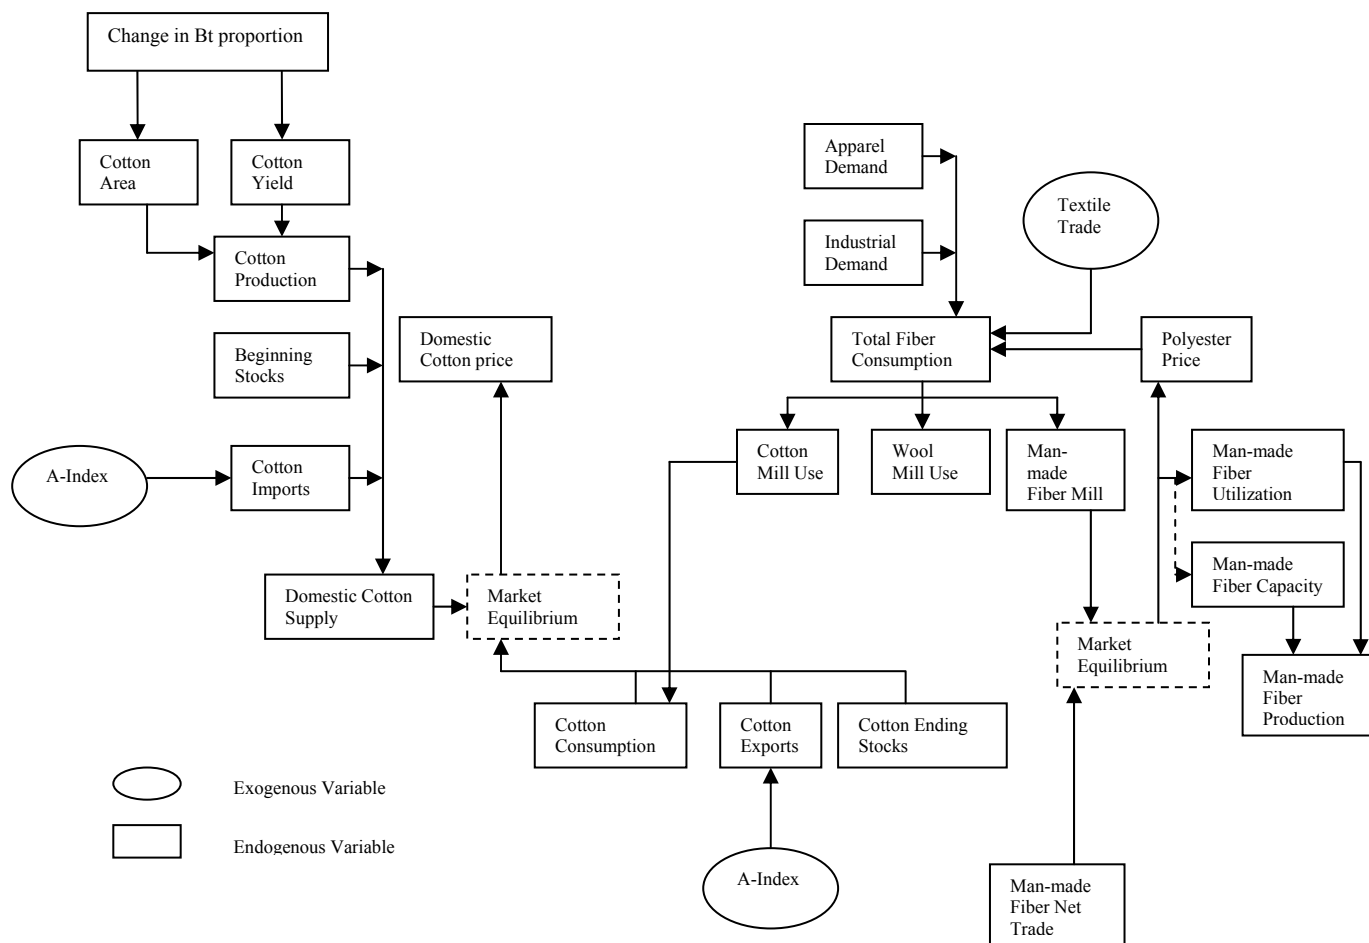 Change in Bt proportion
Cotton
Area
Cotton
Yield
Cotton
Production
Beginning
Stocks
A-Index
Cotton
Imports
Domestic
Cotton price
Domestic Cotton
Supply
Market
Equilibrium
Apparel
Demand
Industrial
Demand
Textile
Trade
Total Fiber
Consumption
Polyester
Price
Cotton
Mill Use
Wool
Mill Use
Man-
made
Fiber Mill
Man-made
Fiber
Utilization
Man-made
Fiber Capacity
Market
Equilibrium
Man-made
Fiber
Production
Cotton
Consumption
Cotton
Exports
Cotton Ending
Stocks
A-Index
Man-made
Fiber Net
Trade
Exogenous Variable
Endogenous Variable